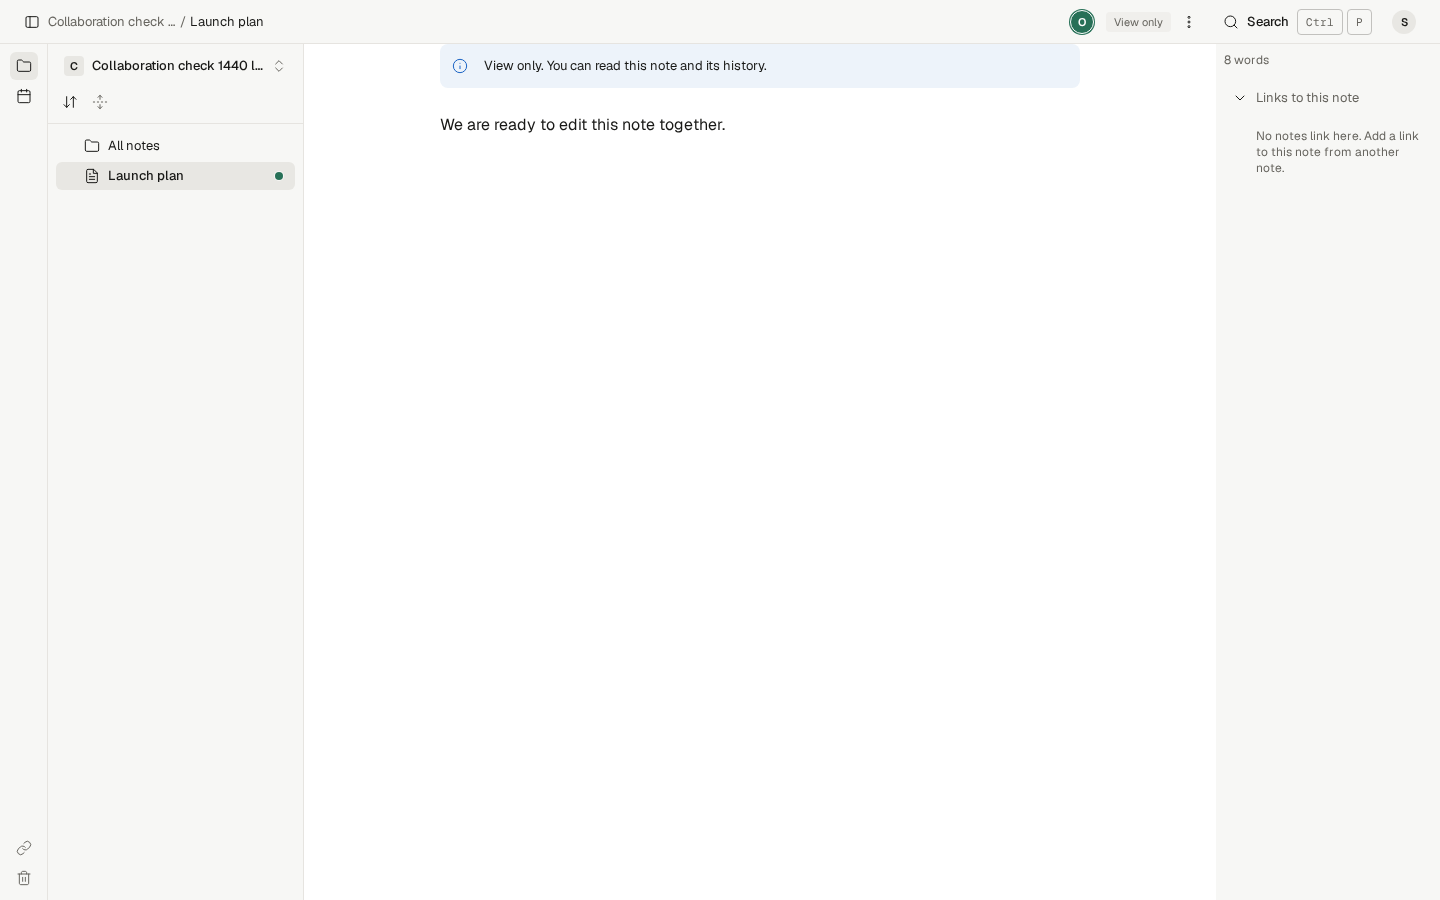 Collaboration check ... / Launch plan
O
View only
Search
Ctrl
P
S
C
Collaboration check 1440 l...
All notes
Launch plan
View only. You can read this note and its history.
We are ready to edit this note together.
8 words
Links to this note
No notes link here. Add a link
to this note from another
note.